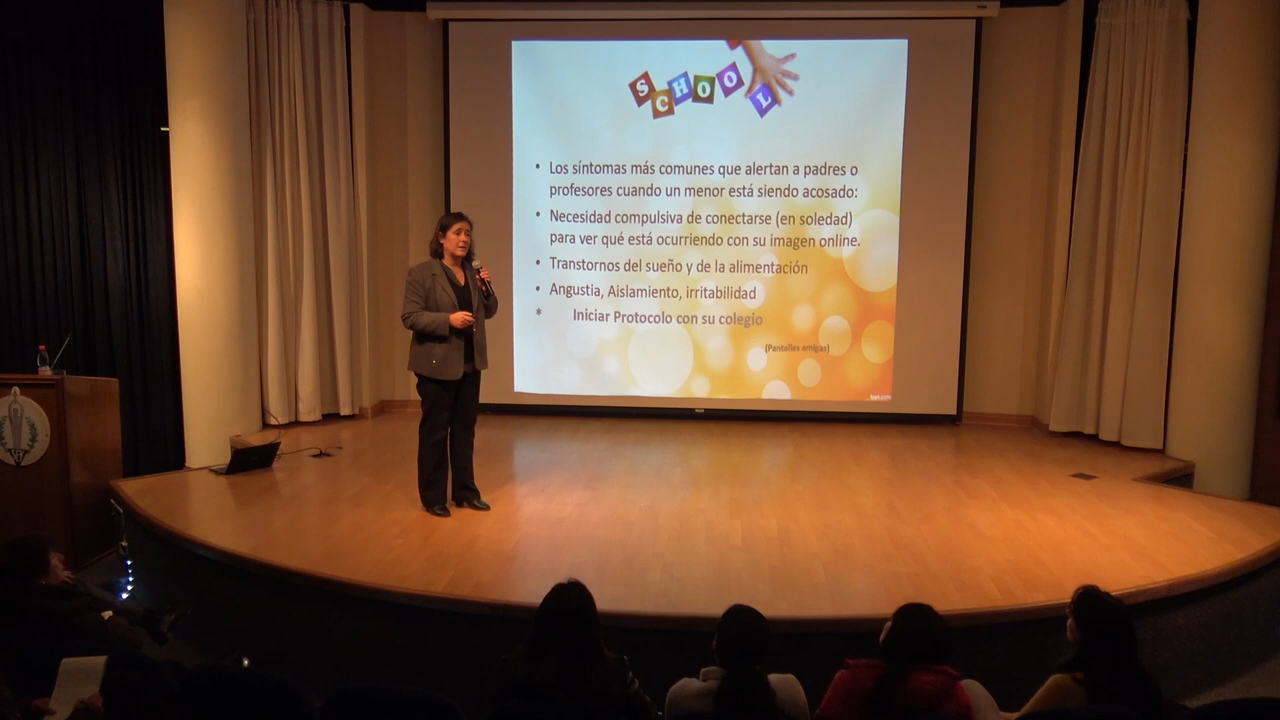 SCHOOL
• Los síntomas más comunes que alertan a padres o
profesores cuando un menor está siendo acosado:
• Necesidad compulsiva de conectarse (en soledad)
para ver qué está ocurriendo con su imagen online.
• Transtornos del sueño y de la alimentación
• Angustia, Aislamiento, irritabilidad
* Iniciar Protocolo con su colegio
(Pantallas amigas)